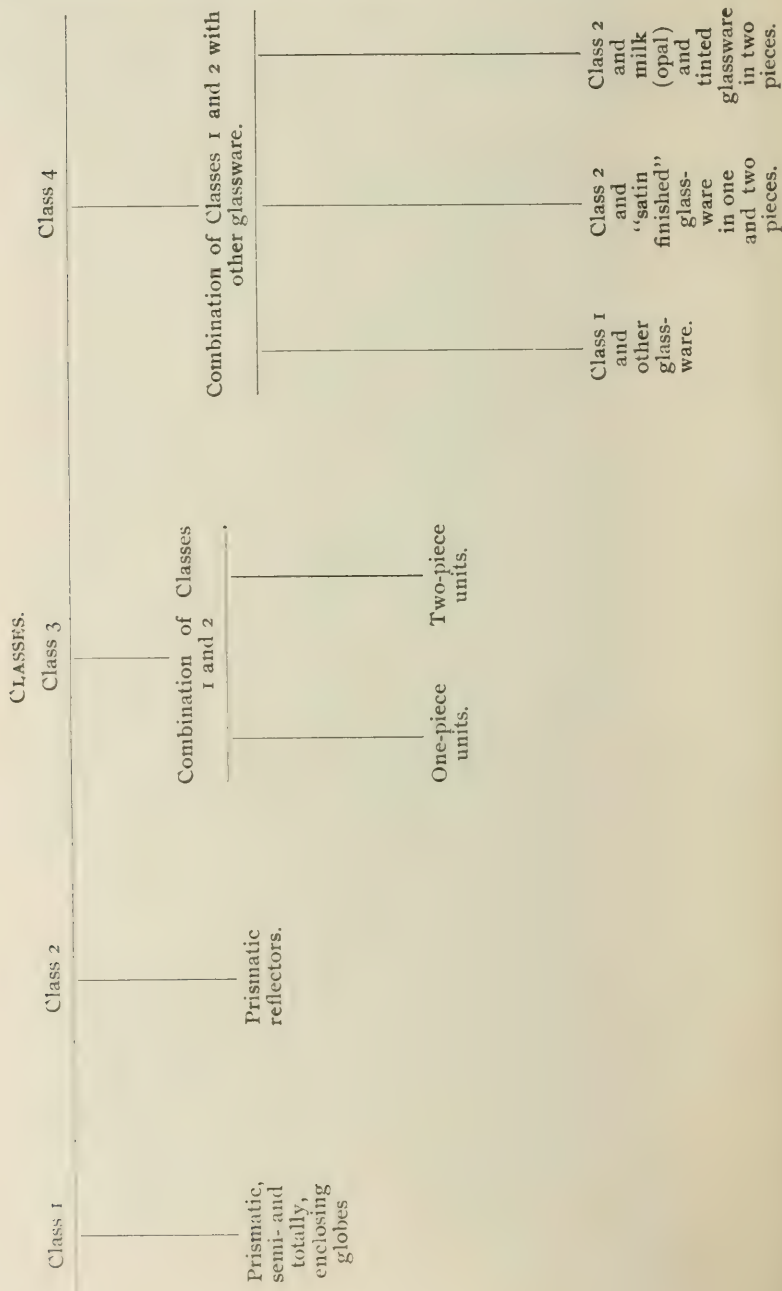 CLASSES.
Class 1
Class 2
Class 3
Class 4
Prismatic,
semi- and
totally,
enclosing
globes
Prismatic
reflectors.
Combination of Classes
1 and 2
One-piece
units.
Two-piece
units.
Combination of Classes 1 and 2 with
other glassware.
Class 1
and
other
glass-
ware.
Class 2
and
"satin
finished"
glass-
ware
in one
and two
pieces.
Class 2
and
milk
(opal)
and
tinted
glassware
in two
pieces.